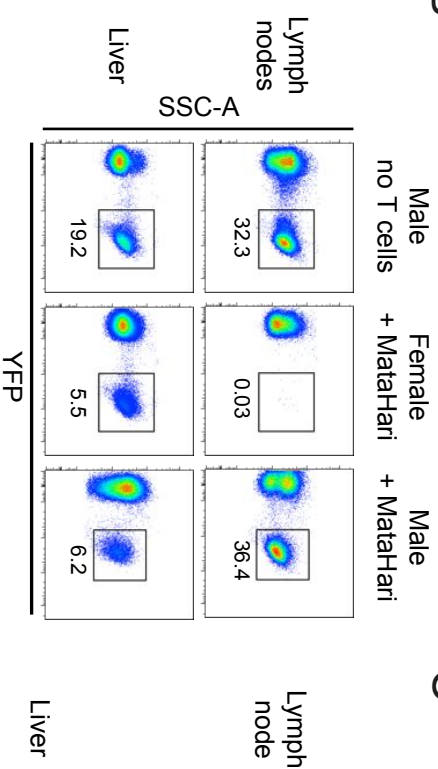 Male
no T cells
Female
+ MataHari
Male
+ MataHari
Lymph
nodes
32.3
0.03
36.4
Liver
19.2
5.5
6.2
SSC-A
YFP
Lymph
node
Liver